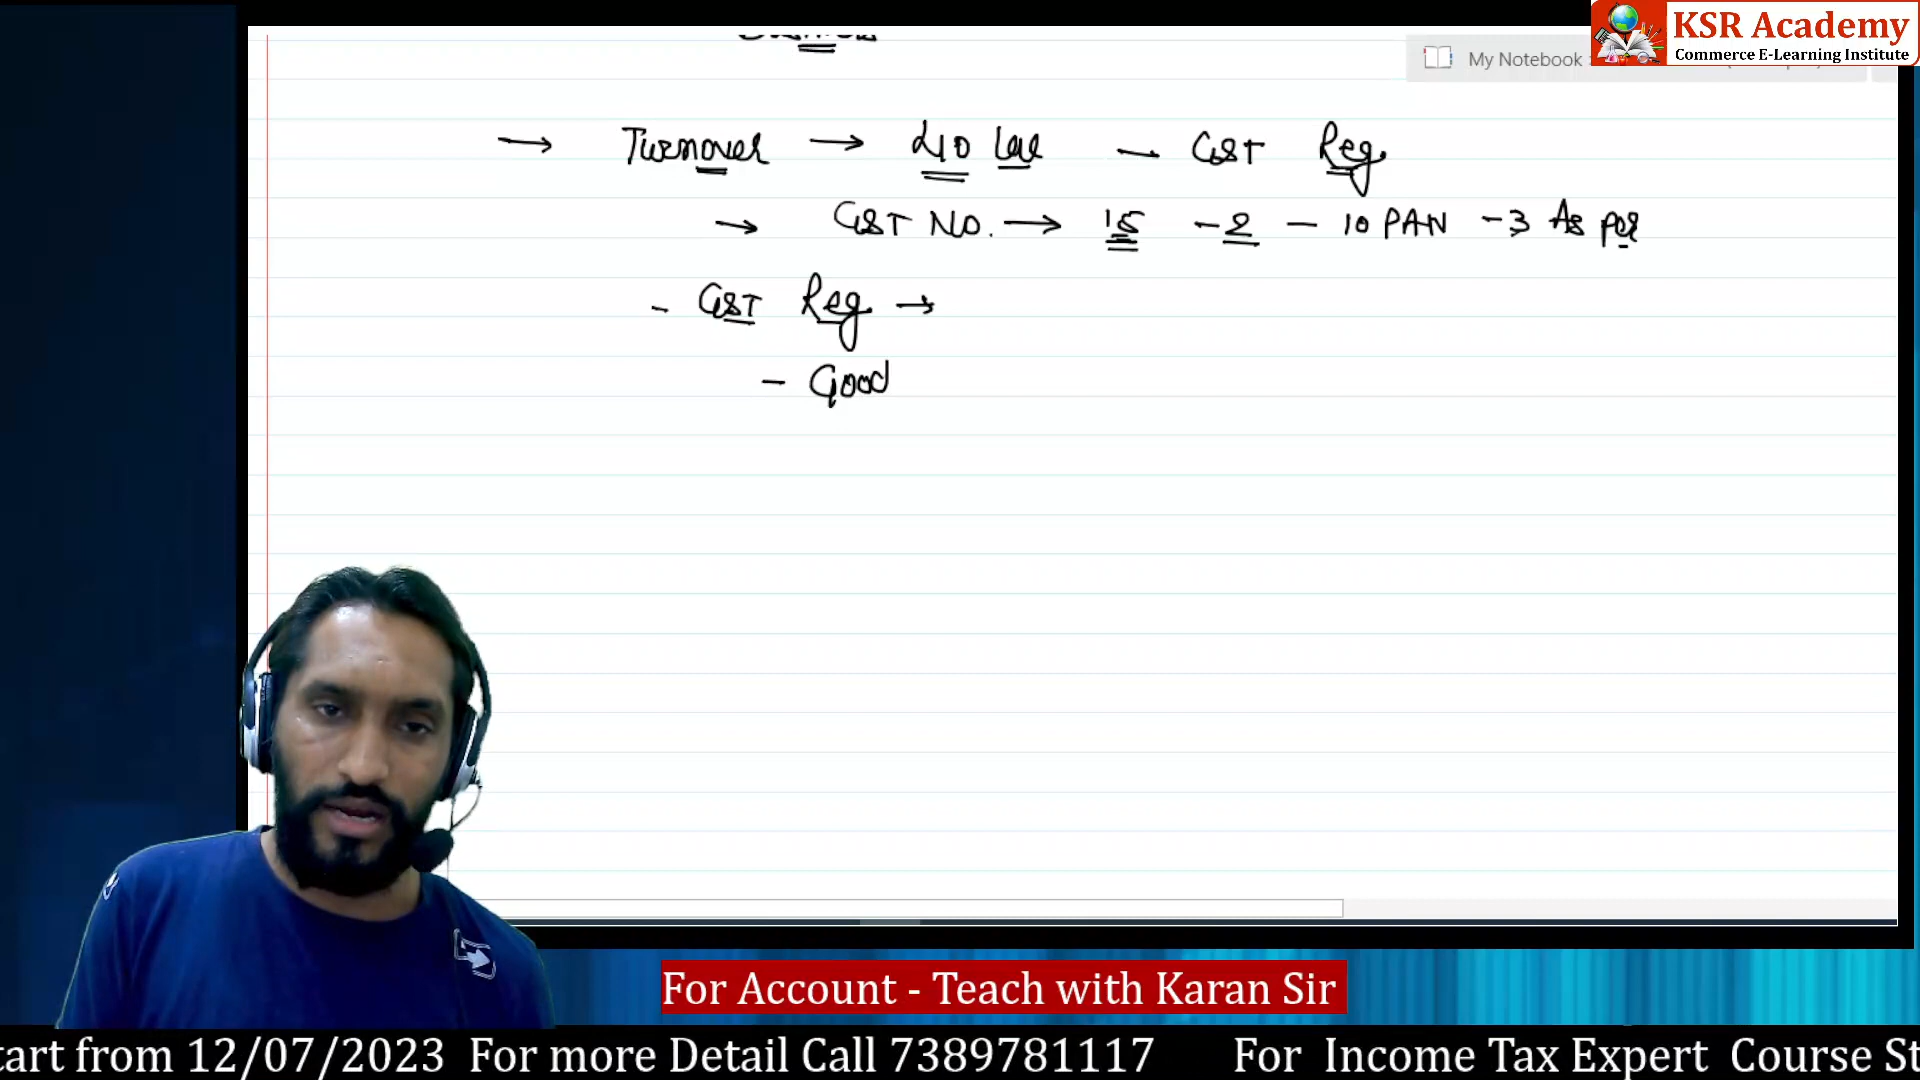 KSR Academy
Commerce E-Learning Institute
My Notebook
→ Turnover → 40 Lac - GST Reg
→ GST NO. → 15 - 2 - 10 PAN - 3 As per
- GST Reg →
- Good
For Account - Teach with Karan Sir
tart from 12/07/2023 For more Detail Call 7389781117 For Income Tax Expert Course St